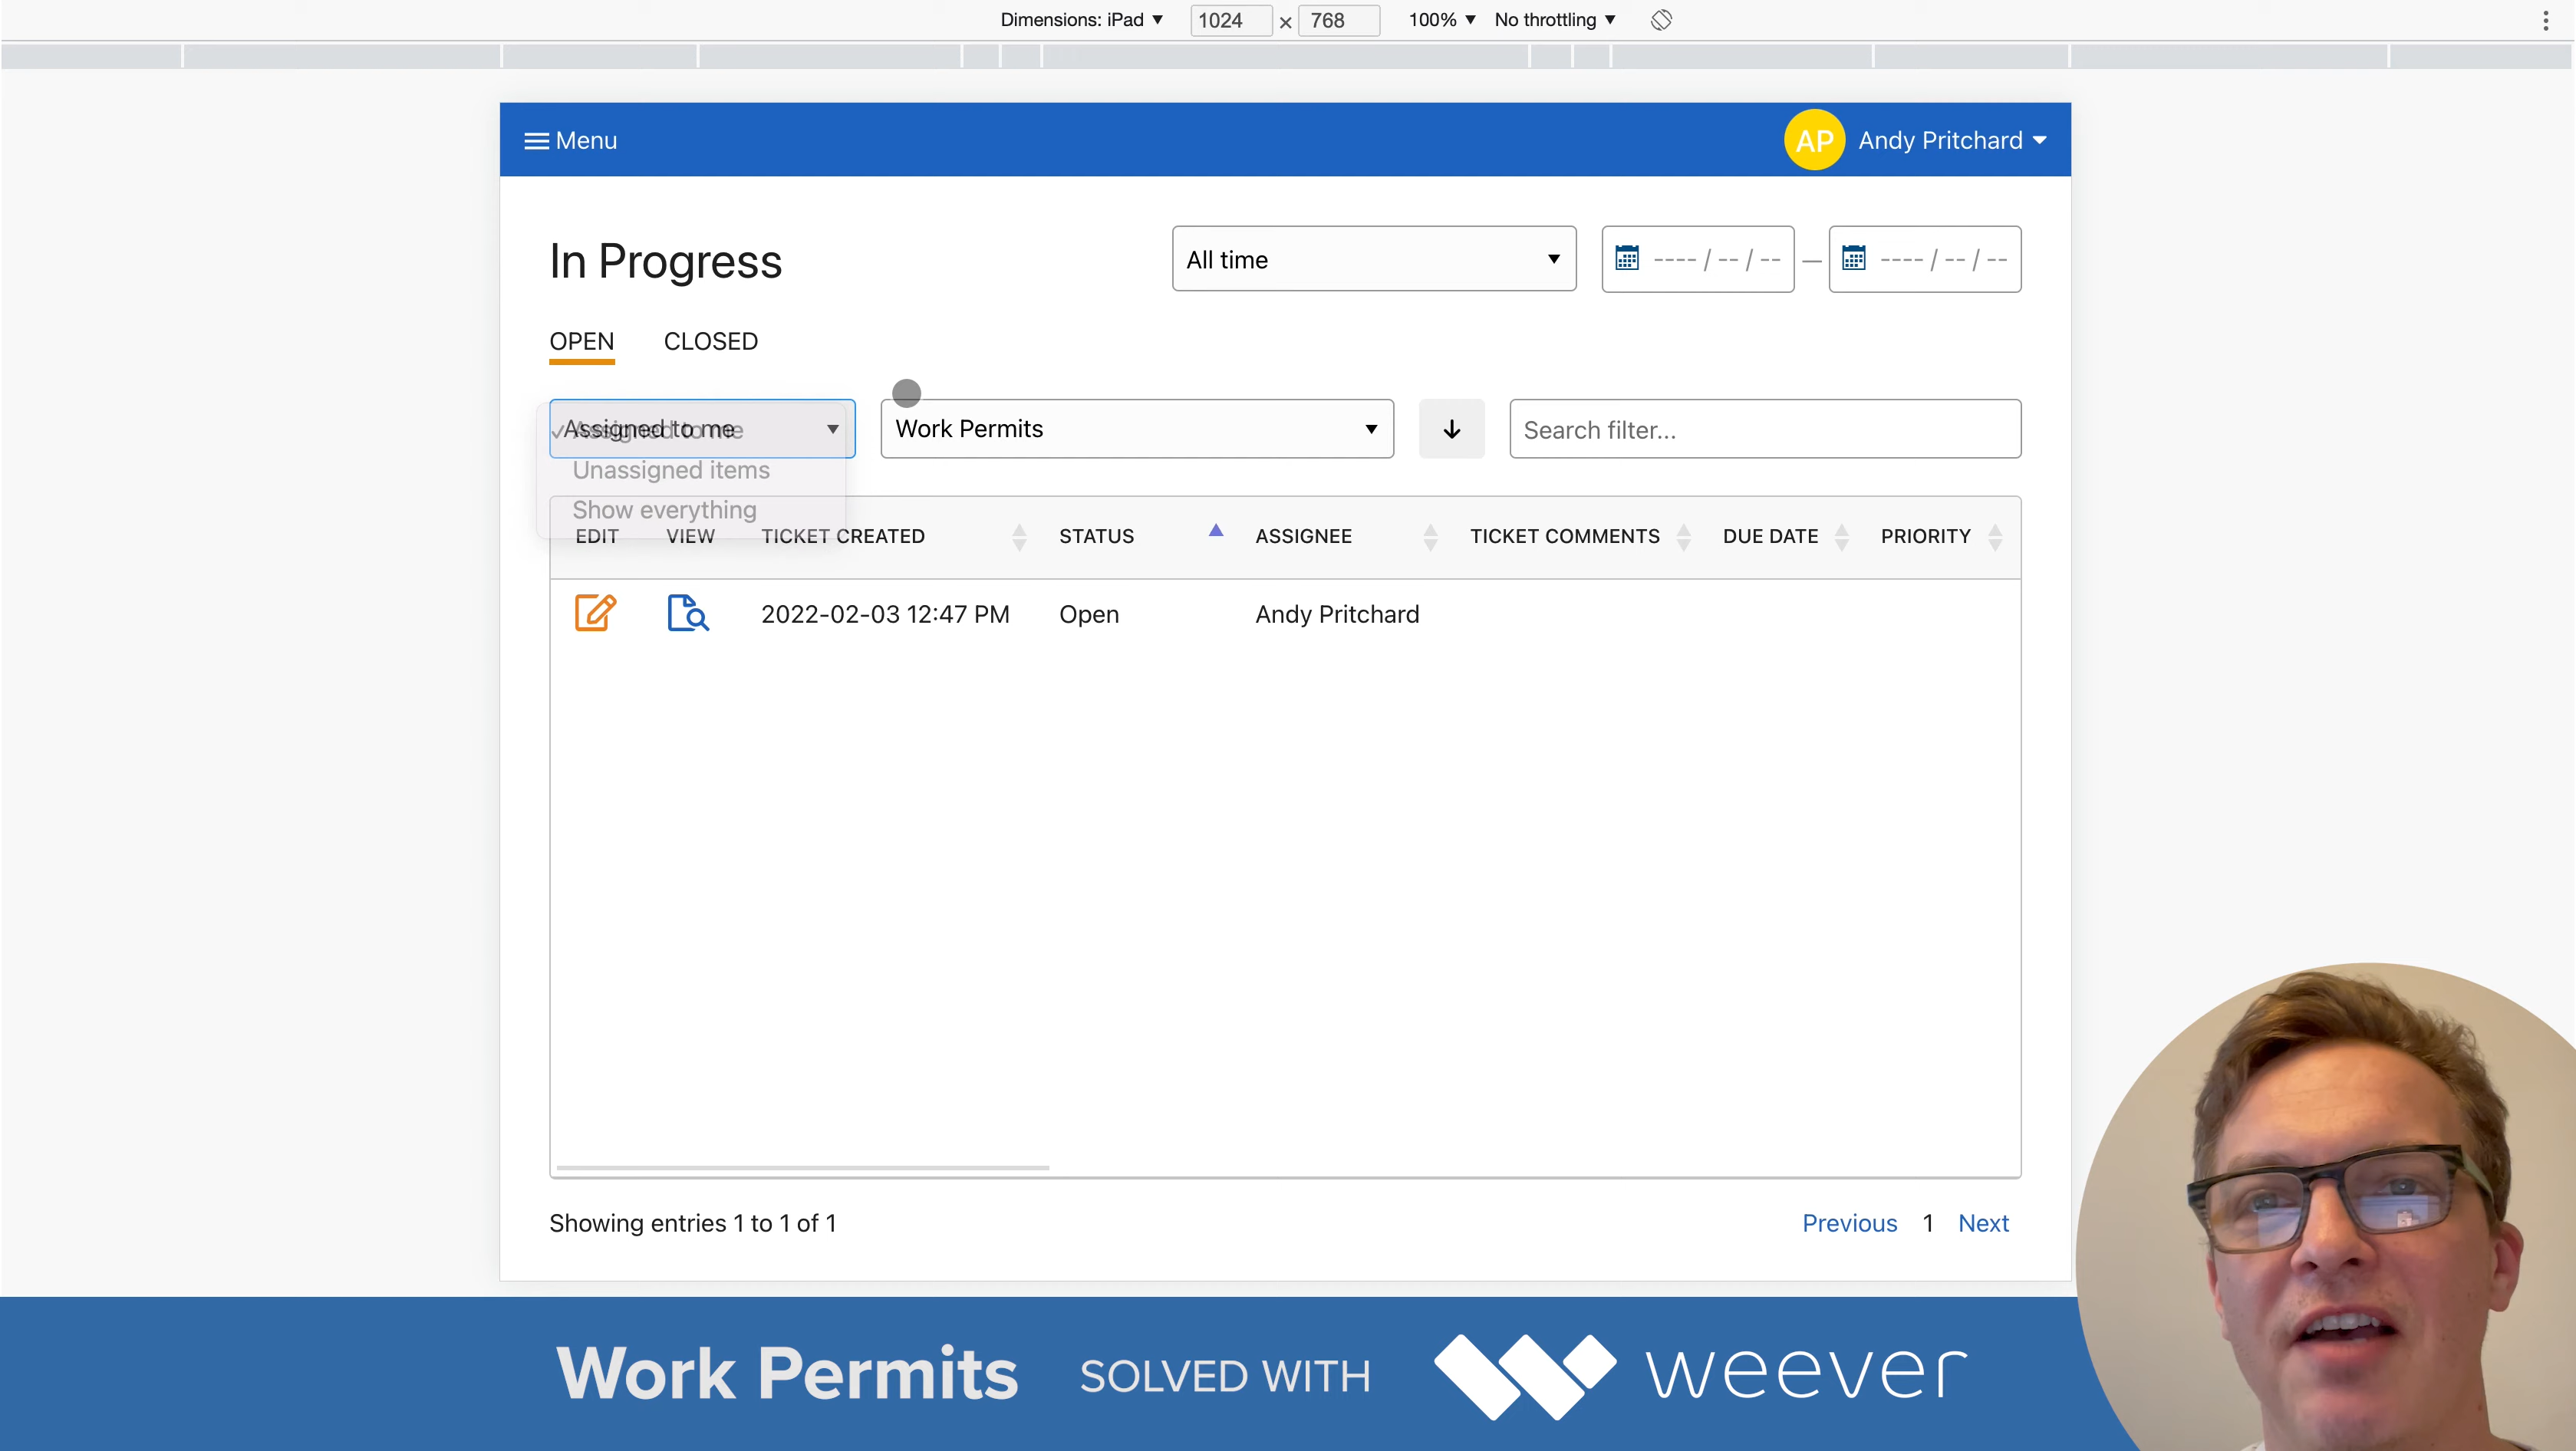 Dimensions: iPad ▼ 1024 × 768 100% ▼ No throttling ▼
Menu
AP Andy Pritchard
In Progress
All time
---- / -- / -- — ---- / -- / --
OPEN CLOSED
Assigned to me
✓ Assigned to me
Unassigned items
Show everything
Work Permits
Search filter...
EDIT VIEW TICKET CREATED STATUS ASSIGNEE TICKET COMMENTS DUE DATE PRIORITY
2022-02-03 12:47 PM Open Andy Pritchard
Showing entries 1 to 1 of 1
Previous 1 Next
Work Permits SOLVED WITH weever